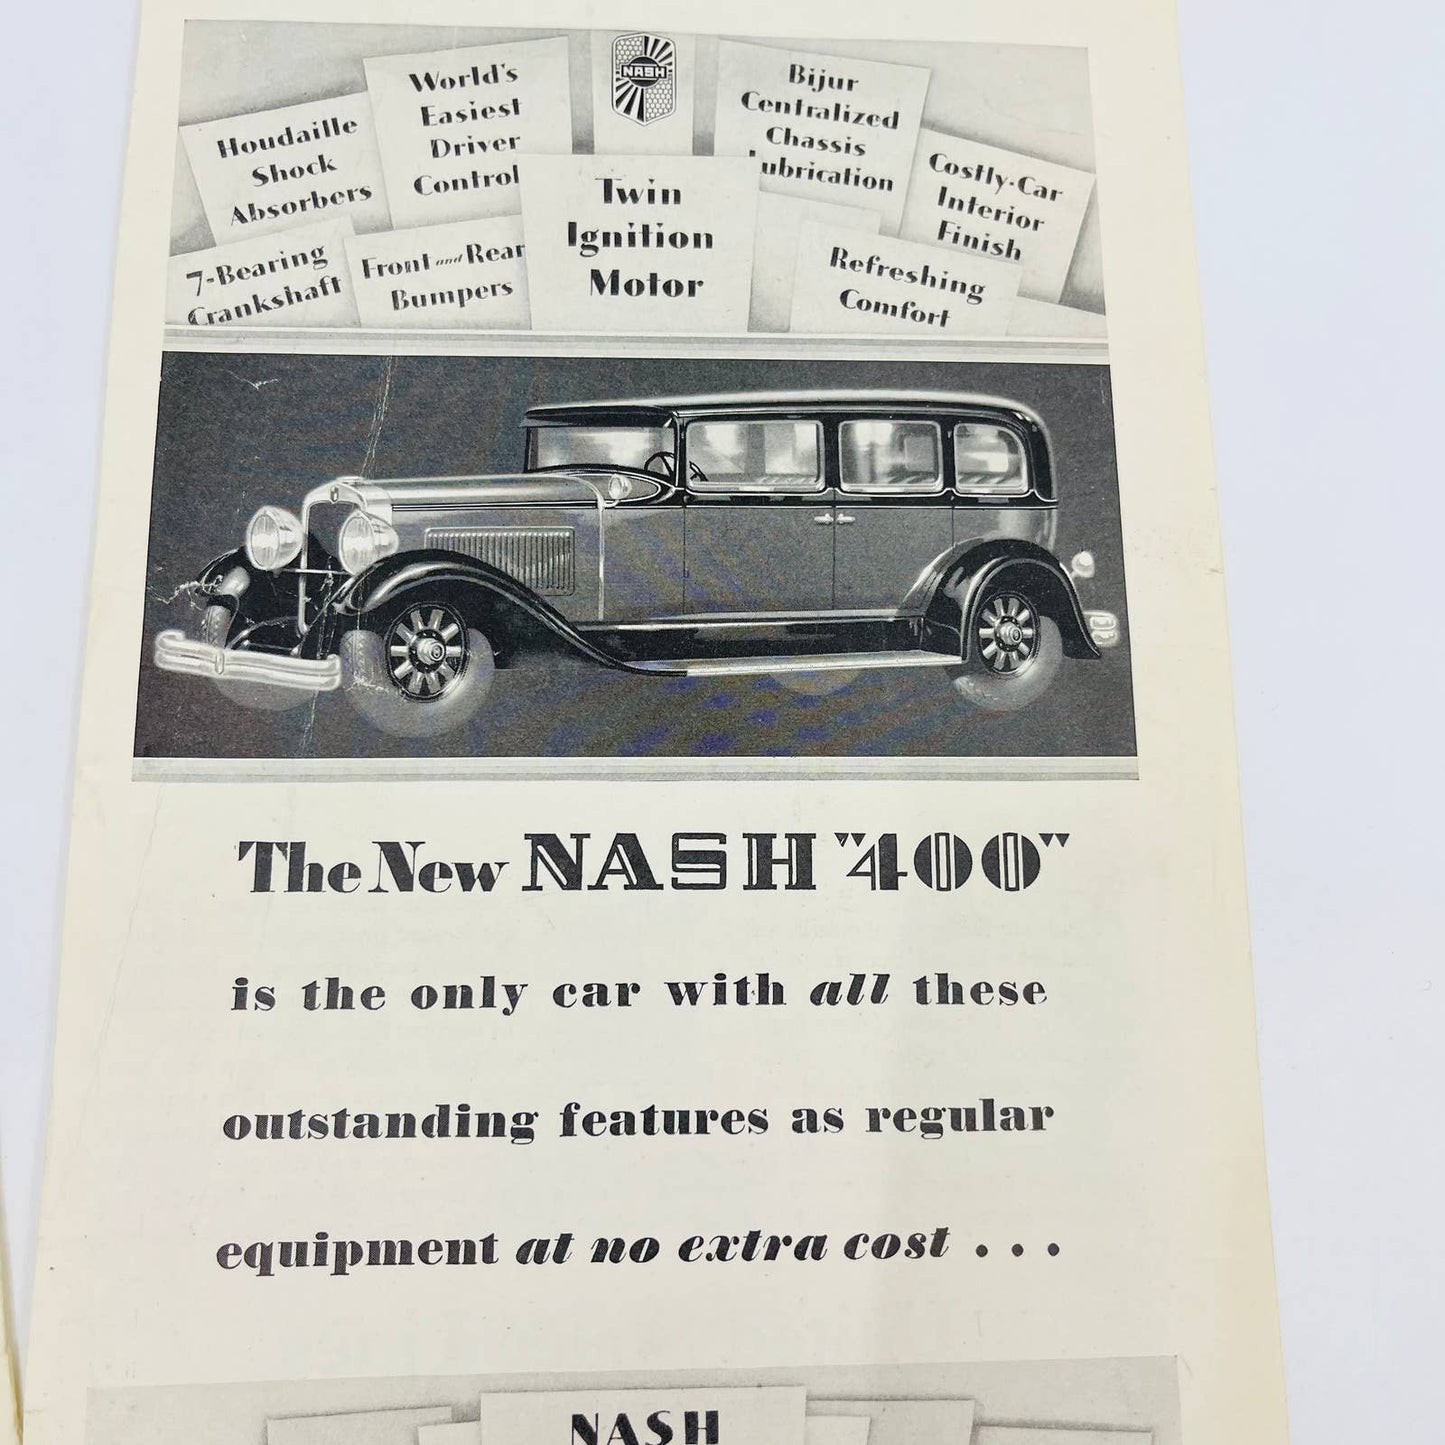 NASH
World's
Easiest
Driver
Control
Bijur
Centralized
Chassis
Lubrication
Houdaille
Shock
Absorbers
Costly-Car
Interior
Finish
Twin
Ignition
Motor
7-Bearing
Crankshaft
Front and Rear
Bumpers
Refreshing
Comfort
The New NASH "400"
is the only car with all these
outstanding features as regular
equipment at no extra cost . . .
NASH